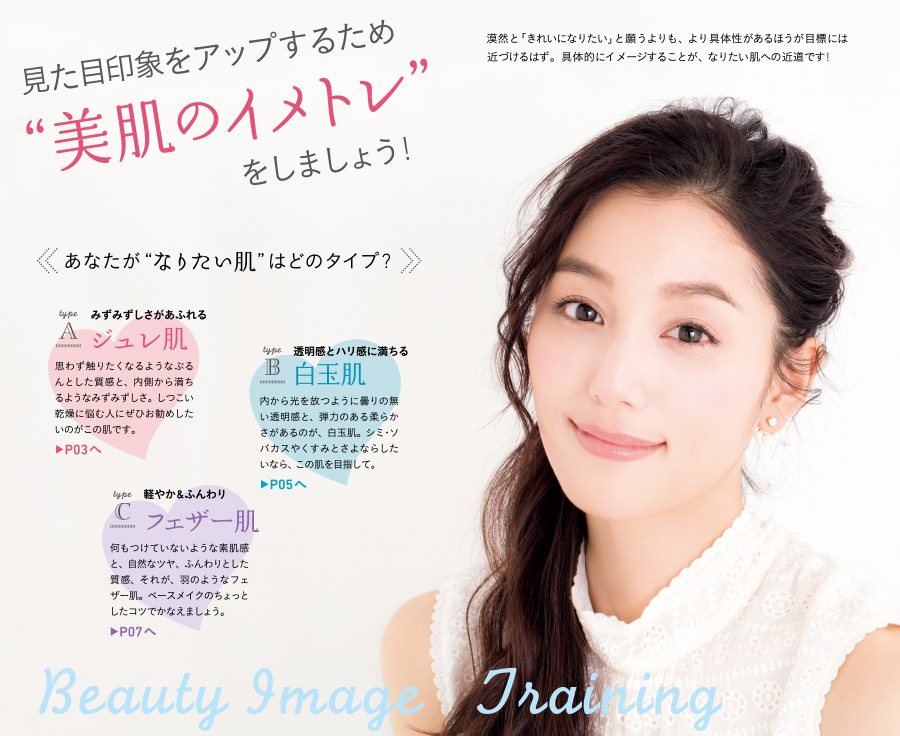 見た目印象をアップするため
“美肌のイメトレ”
をしましょう!
漠然と「きれいになりたい」と願うよりも、より具体性があるほうが目標には
近づけるはず。具体的にイメージすることが、なりたい肌への近道です!
あなたが“なりたい肌”はどのタイプ?
type
A
みずみずしさがあふれる
ジュレ肌
思わず触りたくなるようなぷる
んとした質感と、内側から満ち
るようなみずみずしさ。しつこい
乾燥に悩む人にぜひお勧めした
いのがこの肌です。
▶P03へ
type
B
透明感とハリ感に満ちる
白玉肌
内から光を放つように曇りの無
い透明感と、弾力のある柔らか
さがあるのが、白玉肌。シミ・ソ
バカスやくすみとさよならした
いなら、この肌を目指して。
▶P05へ
type
C
軽やか&ふんわり
フェザー肌
何もつけていないような素肌感
と、自然なツヤ、ふんわりとした
質感、それが、羽のようなフェ
ザー肌。ベースメイクのちょっと
したコツでかなえましょう。
▶P07へ
Beauty Image Training